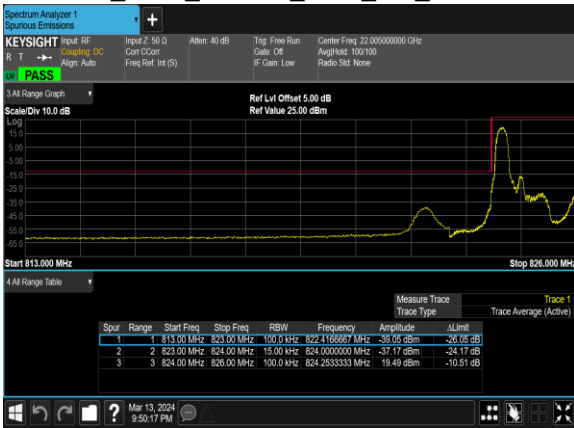 Spectrum Analyzer 1
Spurious Emissions
+
KEYSIGHT Input: RF Input Z: 50 Ω Atten: 40 dB Trig: Free Run Center Freq: 22.005000000 GHz
R T Coupling: DC Corr CCorr Gate: Off Avg|Hold: 100/100
Align: Auto Freq Ref: Int (S) IF Gain: Low Radio Std: None
PASS
3 All Range Graph Ref Lvl Offset 5.00 dB
Scale/Div 10.0 dB Ref Value 25.00 dBm
Log
15.0
5.00
-5.00
-15.0
-25.0
-35.0
-45.0
-55.0
-65.0
Start 813.000 MHz Stop 826.000 MHz
4 All Range Table
Measure Trace Trace 1
Trace Type Trace Average (Active)
Spur Range Start Freq Stop Freq RBW Frequency Amplitude ΔLimit
1 1 813.00 MHz 823.00 MHz 100.0 kHz 822.4166667 MHz -39.05 dBm -26.05 dB
2 2 823.00 MHz 824.00 MHz 15.00 kHz 824.0000000 MHz -37.17 dBm -24.17 dB
3 3 824.00 MHz 826.00 MHz 100.0 kHz 824.2533333 MHz 19.49 dBm -10.51 dB
? Mar 13, 2024
9:50:17 PM